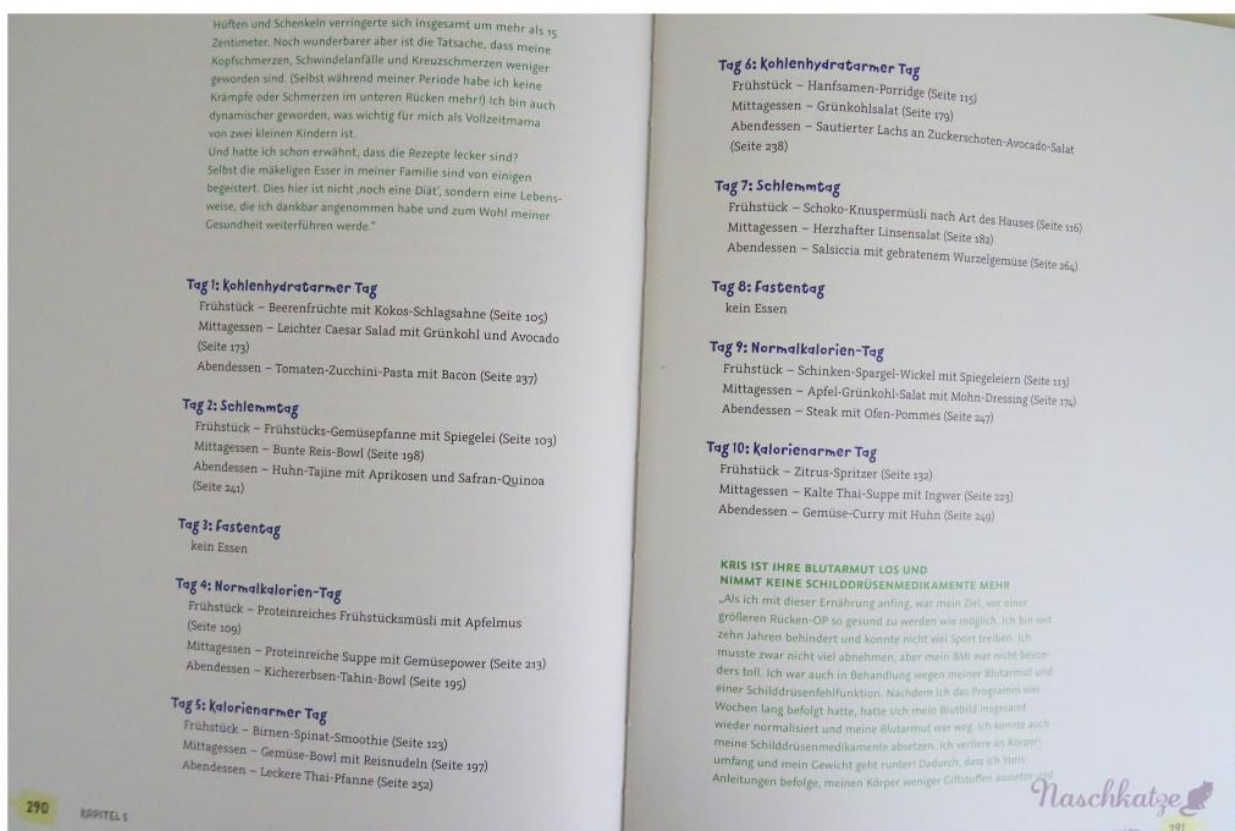 Hüften und Schenkeln verringerte sich insgesamt um mehr als 15
Zentimeter. Noch wunderbarer aber ist die Tatsache, dass meine
Kopfschmerzen, Schwindelanfälle und Kreuzschmerzen weniger
geworden sind. (Selbst während meiner Periode habe ich keine
Krämpfe oder Schmerzen im unteren Rücken mehr!) Ich bin auch
dynamischer geworden, was wichtig für mich als Vollzeitmama
von zwei kleinen Kindern ist.
Und hatte ich schon erwähnt, dass die Rezepte lecker sind?
Selbst die mäkeligen Esser in meiner Familie sind von einigen
begeistert. Dies hier ist nicht ‚noch eine Diät‘, sondern eine Lebens-
weise, die ich dankbar angenommen habe und zum Wohl meiner
Gesundheit weiterführen werde.“
Tag 1: Kohlenhydratarmer Tag
Frühstück – Beerenfrüchte mit Kokos-Schlagsahne (Seite 105)
Mittagessen – Leichter Caesar Salad mit Grünkohl und Avocado
(Seite 173)
Abendessen – Tomaten-Zucchini-Pasta mit Bacon (Seite 237)
Tag 2: Schlemmtag
Frühstück – Frühstücks-Gemüsepfanne mit Spiegelei (Seite 103)
Mittagessen – Bunte Reis-Bowl (Seite 198)
Abendessen – Huhn-Tajine mit Aprikosen und Safran-Quinoa
(Seite 241)
Tag 3: Fastentag
kein Essen
Tag 4: Normalkalorien-Tag
Frühstück – Proteinreiches Frühstücksmüsli mit Apfelmus
(Seite 109)
Mittagessen – Proteinreiche Suppe mit Gemüsepower (Seite 213)
Abendessen – Kichererbsen-Tahin-Bowl (Seite 195)
Tag 5: Kalorienarmer Tag
Frühstück – Birnen-Spinat-Smoothie (Seite 123)
Mittagessen – Gemüse-Bowl mit Reisnudeln (Seite 197)
Abendessen – Leckere Thai-Pfanne (Seite 252)
290 KAPITEL 5
Tag 6: Kohlenhydratarmer Tag
Frühstück – Hanfsamen-Porridge (Seite 115)
Mittagessen – Grünkohlsalat (Seite 179)
Abendessen – Sautierter Lachs an Zuckerschoten-Avocado-Salat
(Seite 238)
Tag 7: Schlemmtag
Frühstück – Schoko-Knuspermüsli nach Art des Hauses (Seite 116)
Mittagessen – Herzhafter Linsensalat (Seite 182)
Abendessen – Salsiccia mit gebratenem Wurzelgemüse (Seite 264)
Tag 8: Fastentag
kein Essen
Tag 9: Normalkalorien-Tag
Frühstück – Schinken-Spargel-Wickel mit Spiegeleiern (Seite 113)
Mittagessen – Apfel-Grünkohl-Salat mit Mohn-Dressing (Seite 174)
Abendessen – Steak mit Ofen-Pommes (Seite 247)
Tag 10: Kalorienarmer Tag
Frühstück – Zitrus-Spritzer (Seite 132)
Mittagessen – Kalte Thai-Suppe mit Ingwer (Seite 223)
Abendessen – Gemüse-Curry mit Huhn (Seite 249)
KRIS IST IHRE BLUTARMUT LOS UND
NIMMT KEINE SCHILDDRÜSENMEDIKAMENTE MEHR
„Als ich mit dieser Ernährung anfing, war mein Ziel, vor einer
größeren Rücken-OP so gesund zu werden wie möglich. Ich bin seit
zehn Jahren behindert und konnte nicht viel Sport treiben. Ich
musste zwar nicht viel abnehmen, aber mein BMI war nicht beson-
ders toll. Ich war auch in Behandlung wegen meiner Blutarmut und
einer Schilddrüsenfehlfunktion. Nachdem ich das Programm vier
Wochen lang befolgt hatte, hatte sich mein Blutbild insgesamt
wieder normalisiert und meine Blutarmut war weg. Ich konnte auch
meine Schilddrüsenmedikamente absetzen. Ich verliere an Körper-
umfang und mein Gewicht geht runter! Dadurch, dass ich Yuris
Anleitungen befolge, meinen Körper weniger Giftstoffen aussetze und
Naschkatze
291